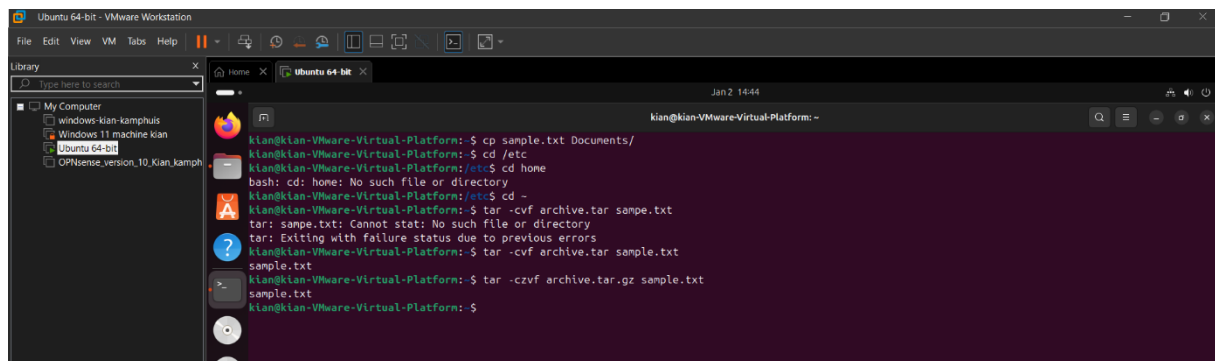 Ubuntu 64-bit - VMware Workstation
File Edit View VM Tabs Help
Library
Type here to search
My Computer
windows-kian-kamphuis
Windows 11 machine kian
Ubuntu 64-bit
OPNsense_version_10_Kian_kamph
Home
Ubuntu 64-bit
Jan 2 14:44
kian@kian-VMware-Virtual-Platform: ~
kian@kian-VMware-Virtual-Platform:~$ cp sample.txt Documents/
kian@kian-VMware-Virtual-Platform:~$ cd /etc
kian@kian-VMware-Virtual-Platform:/etc$ cd home
bash: cd: home: No such file or directory
kian@kian-VMware-Virtual-Platform:/etc$ cd ~
kian@kian-VMware-Virtual-Platform:~$ tar -cvf archive.tar sampe.txt
tar: sampe.txt: Cannot stat: No such file or directory
tar: Exiting with failure status due to previous errors
kian@kian-VMware-Virtual-Platform:~$ tar -cvf archive.tar sample.txt
sample.txt
kian@kian-VMware-Virtual-Platform:~$ tar -czvf archive.tar.gz sample.txt
sample.txt
kian@kian-VMware-Virtual-Platform:~$